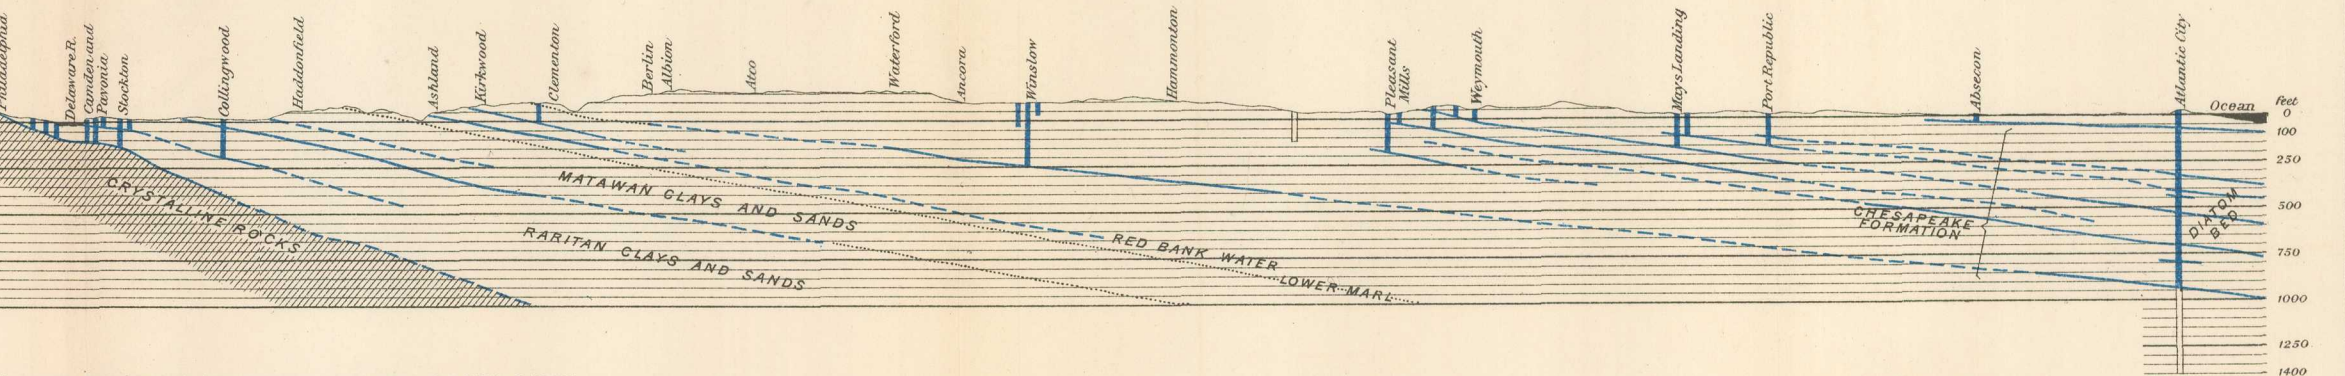 Philadelphia
Delaware R.
Camden and
Pavonia
Stockton
Collingwood
Haddonfield
Ashland
Kirkwood
Clementon
Berlin
Albion
Atco
Waterford
Ancora
Winslow
Hammonton
Pleasant
Mills
Weymouth
Mays Landing
Port Republic
Absecon
Atlantic City
Ocean
feet
0
100
250
500
750
1000
1250
1400
CRYSTALLINE ROCKS
MATAWAN CLAYS AND SANDS
RARITAN CLAYS AND SANDS
RED BANK WATER
LOWER MARL
CHESAPEAKE
FORMATION
DIATOM
BED